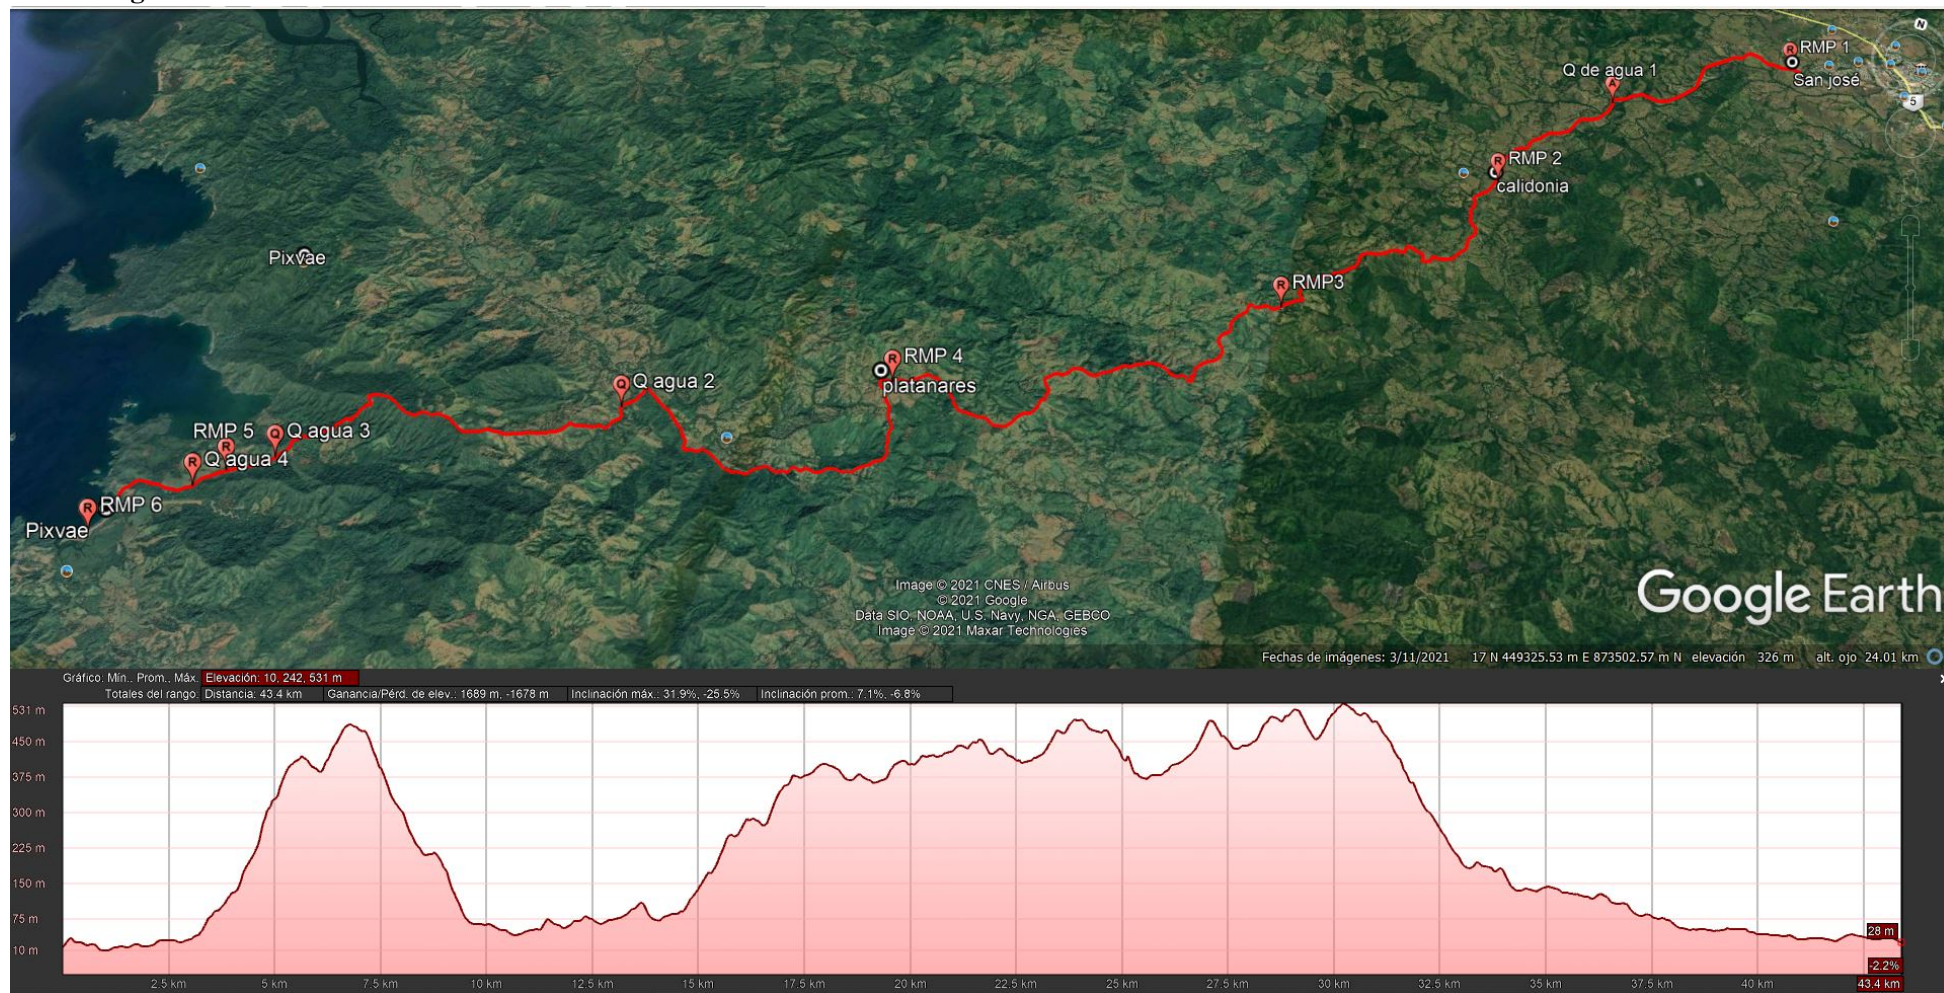 N
RMP 1
Q de agua 1
San josé
5
RMP 2
calidonia
Pixvae
RMP3
RMP 4
platanares
Q agua 2
RMP 5
Q agua 3
Q agua 4
RMP 6
Pixvae
Image © 2021 CNES / Airbus
© 2021 Google
Data SIO, NOAA, U.S. Navy, NGA, GEBCO
Image © 2021 Maxar Technologies
Google Earth
Fechas de imágenes: 3/11/2021 17 N 449325.53 m E 873502.57 m N elevación 326 m alt. ojo 24.01 km
Gráfico: Mín., Prom., Máx. Elevación: 10, 242, 531 m
Totales del rango: Distancia: 43.4 km Ganancia/Pérd. de elev.: 1689 m, -1678 m Inclinación máx.: 31.9%, -25.5% Inclinación prom.: 7.1%, -6.8%
531 m
450 m
375 m
300 m
225 m
150 m
75 m
10 m
28 m
-2.2%
2.5 km 5 km 7.5 km 10 km 12.5 km 15 km 17.5 km 20 km 22.5 km 25 km 27.5 km 30 km 32.5 km 35 km 37.5 km 40 km 43.4 km